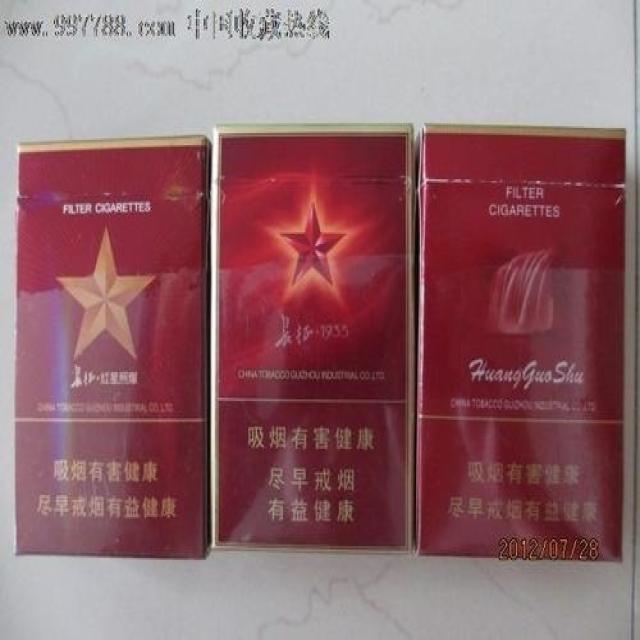 www.997788.com 中国收藏热线
FILTER CIGARETTES
长征·红星照耀
CHINA TOBACCO GUIZHOU INDUSTRIAL CO.,LTD.
吸烟有害健康
尽早戒烟有益健康
长征·1935
CHINA TOBACCO GUIZHOU INDUSTRIAL CO.,LTD.
吸烟有害健康
尽早戒烟
有益健康
FILTER
CIGARETTES
HuangGuoShu
CHINA TOBACCO GUIZHOU INDUSTRIAL CO.,LTD.
吸烟有害健康
尽早戒烟有益健康
2012/07/28